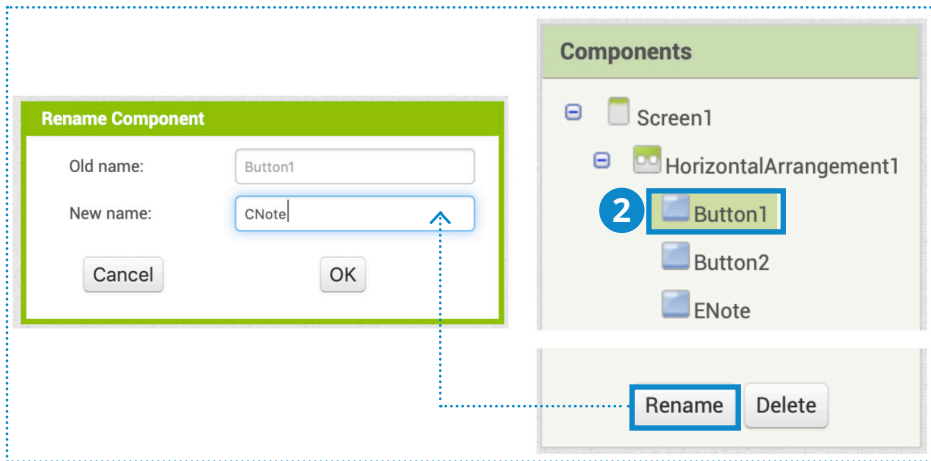 Rename Component
Old name:
Button1
New name:
CNote
Cancel
OK
Components
Screen1
HorizontalArrangement1
2
Button1
Button2
ENote
Rename
Delete